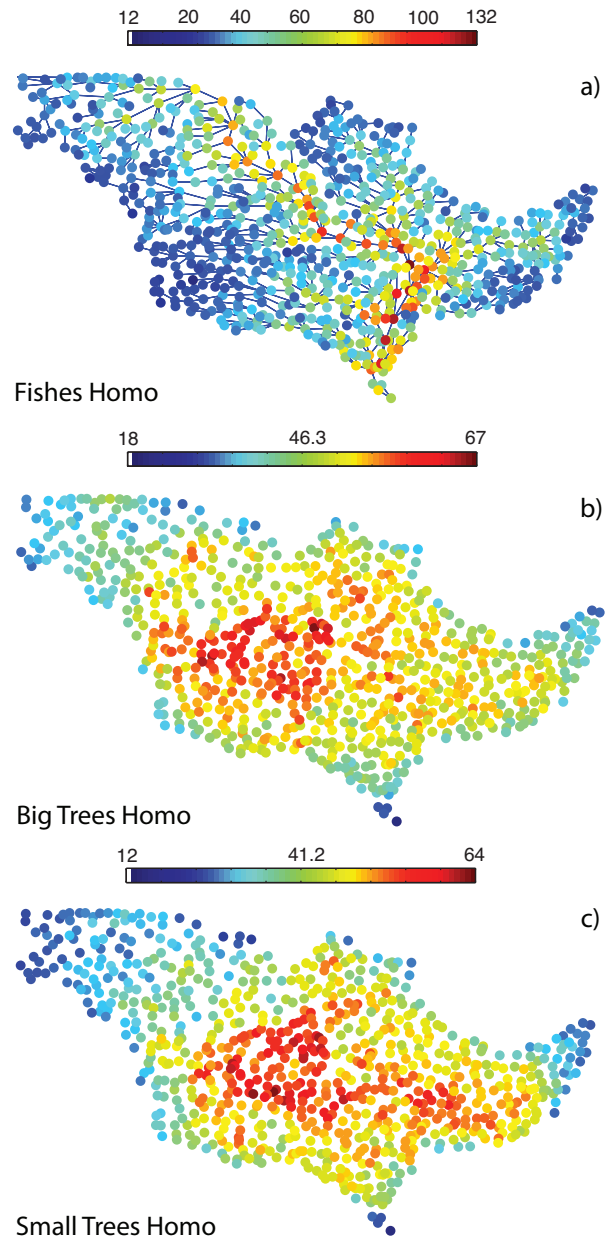 12 20 40 60 80 100 132
a)
Fishes Homo
18 46.3 67
b)
Big Trees Homo
12 41.2 64
c)
Small Trees Homo